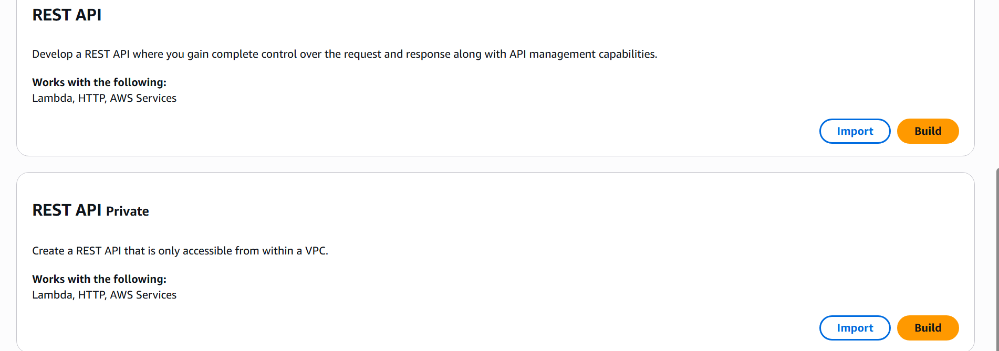 REST API
Develop a REST API where you gain complete control over the request and response along with API management capabilities.
Works with the following:
Lambda, HTTP, AWS Services
Import Build
REST API Private
Create a REST API that is only accessible from within a VPC.
Works with the following:
Lambda, HTTP, AWS Services
Import Build